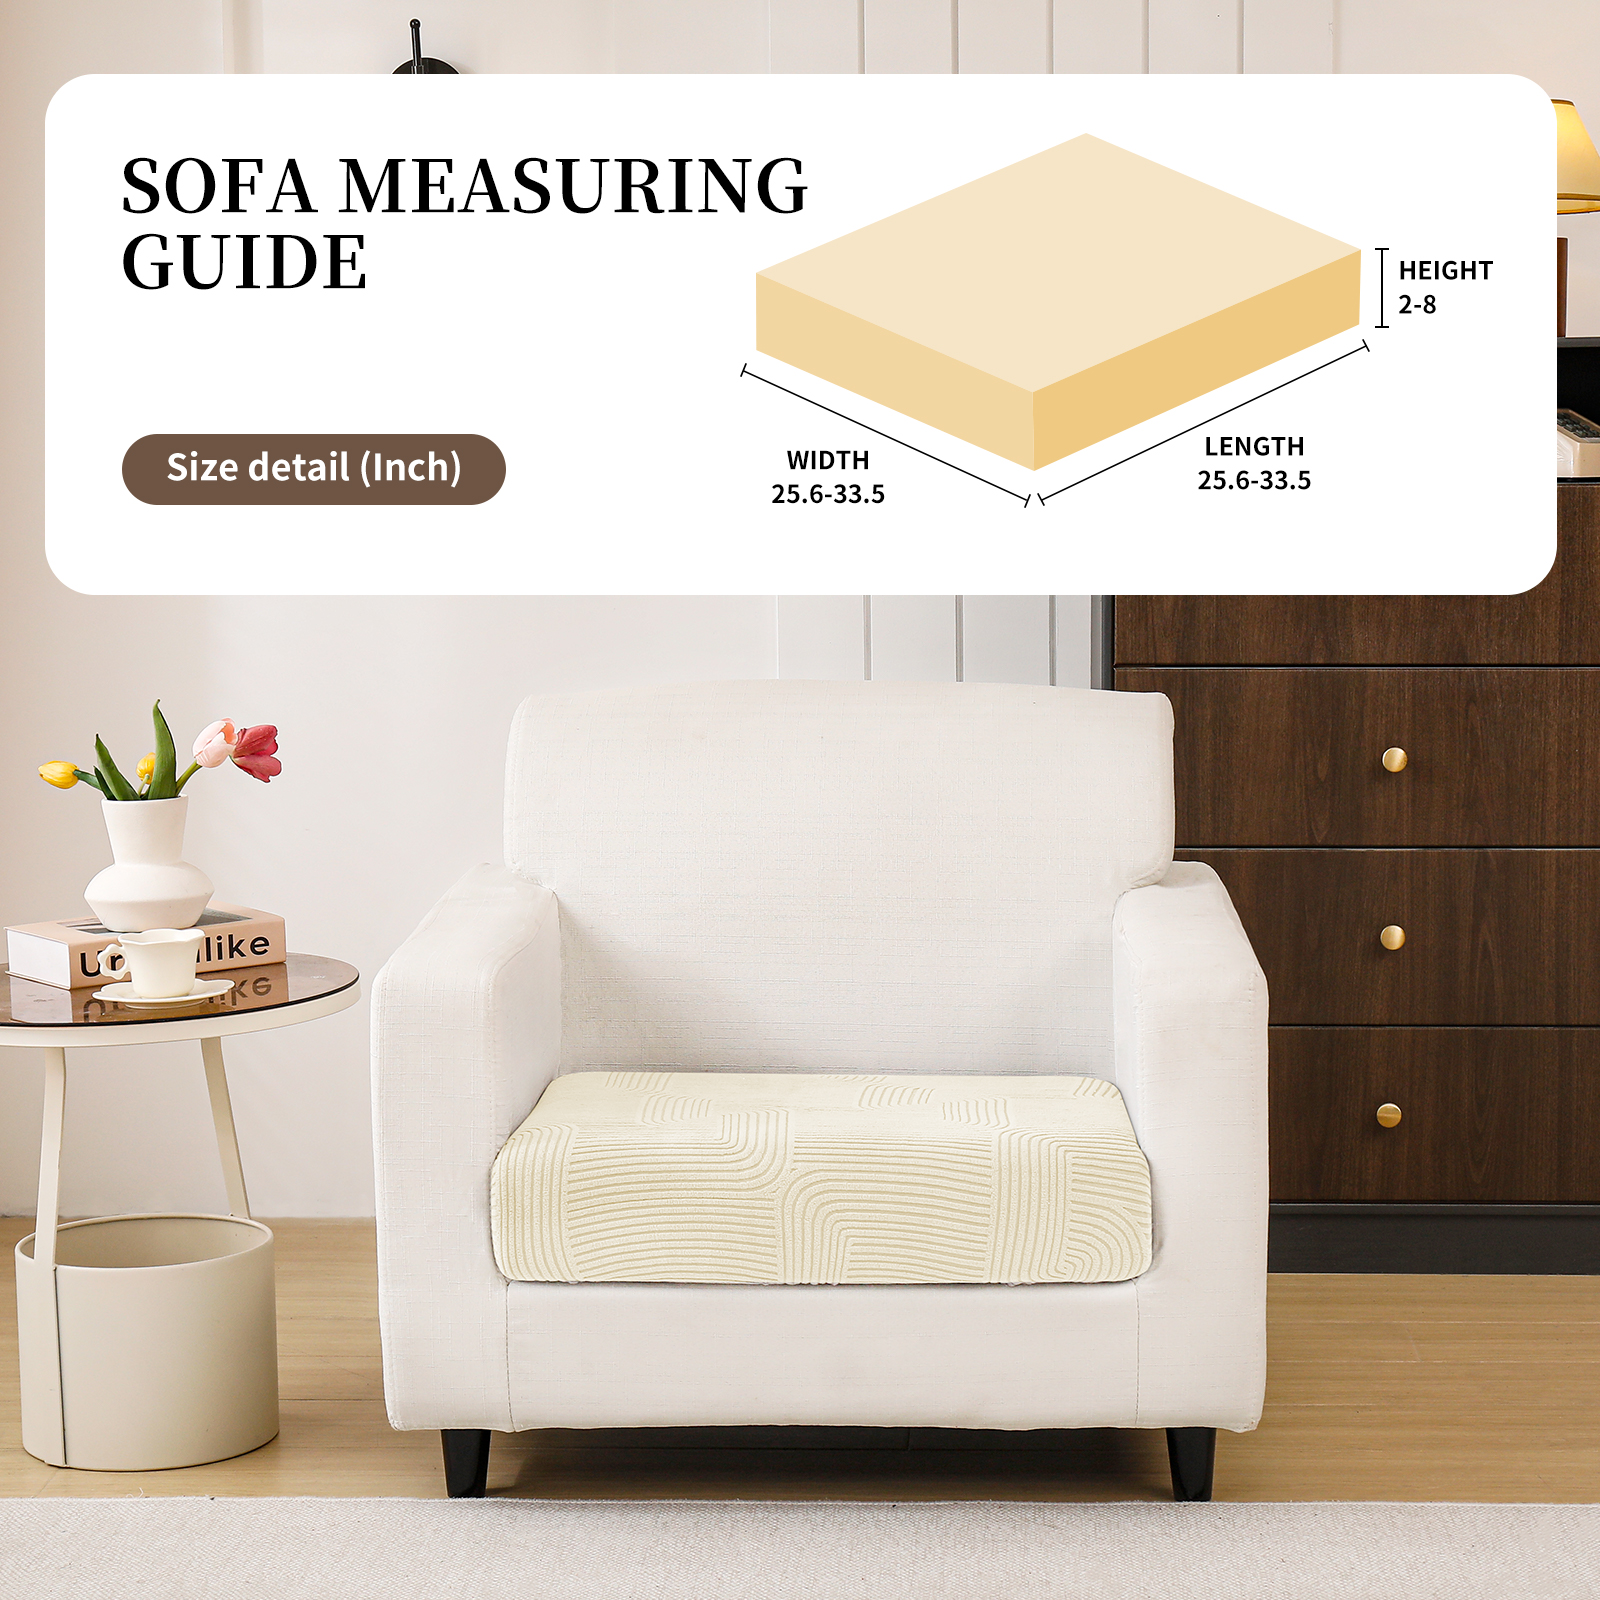 SOFA MEASURING
GUIDE
HEIGHT
2-8
WIDTH
25.6-33.5
LENGTH
25.6-33.5
Size detail (Inch)